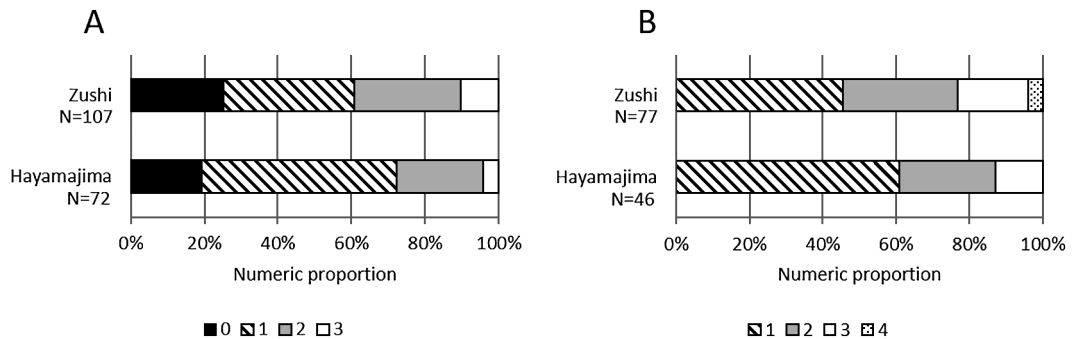 A
Zushi
N=107
Hayamajima
N=72
0% 20% 40% 60% 80% 100%
Numeric proportion
0 1 2 3
B
Zushi
N=77
Hayamajima
N=46
0% 20% 40% 60% 80% 100%
Numeric proportion
1 2 3 4